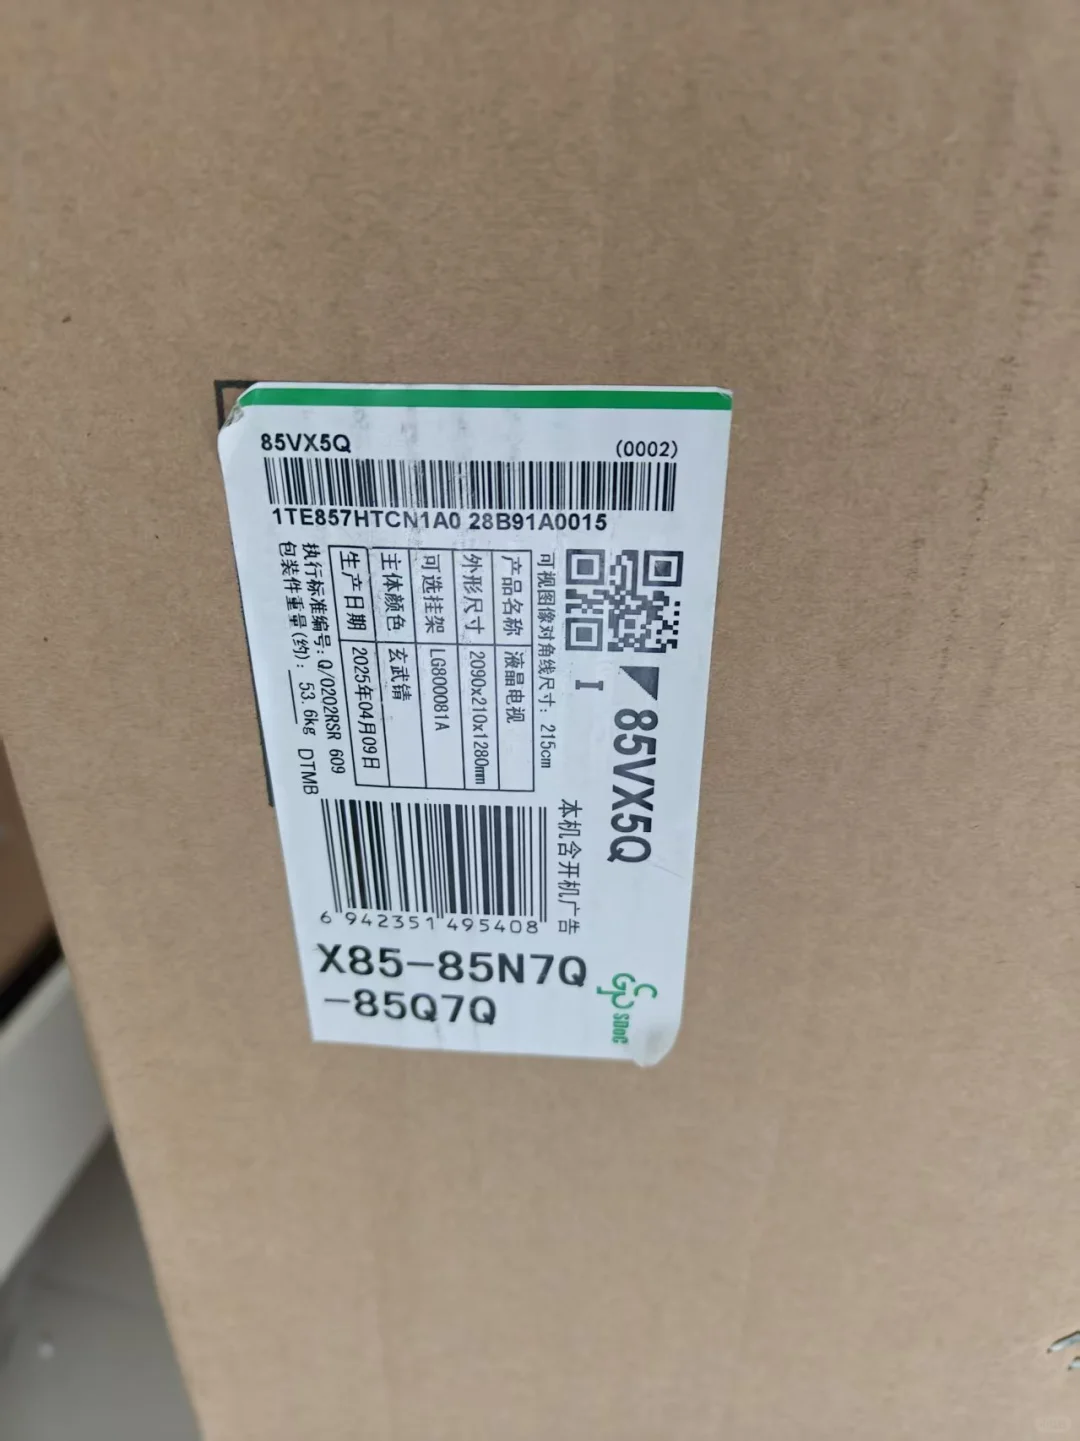 85VX5Q
(0002)
1TE857HTCN1A0 28B91A0015
85VX5Q
I
可视图像对角线尺寸: 215cm
产品名称 液晶电视
外形尺寸 2090x210x1280mm
可选挂架 LG800081A
主体颜色 玄武锖
生产日期 2025年04月09日
执行标准编号: Q/0202RSR 609
包装件重量(约): 53.6kg DTMB
本机含开机广告
6 942351 495408
X85-85N7Q
-85Q7Q
SDoC